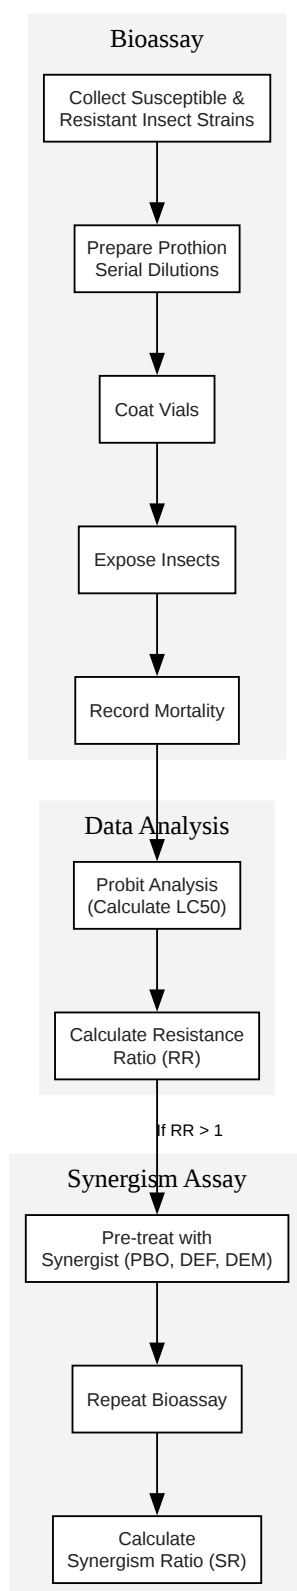 Bioassay
Collect Susceptible &
Resistant Insect Strains
Prepare Prothion
Serial Dilutions
Coat Vials
Expose Insects
Record Mortality
Data Analysis
Probit Analysis
(Calculate LC50)
Calculate Resistance
Ratio (RR)
If RR > 1
Synergism Assay
Pre-treat with
Synergist (PBO, DEF, DEM)
Repeat Bioassay
Calculate
Synergism Ratio (SR)